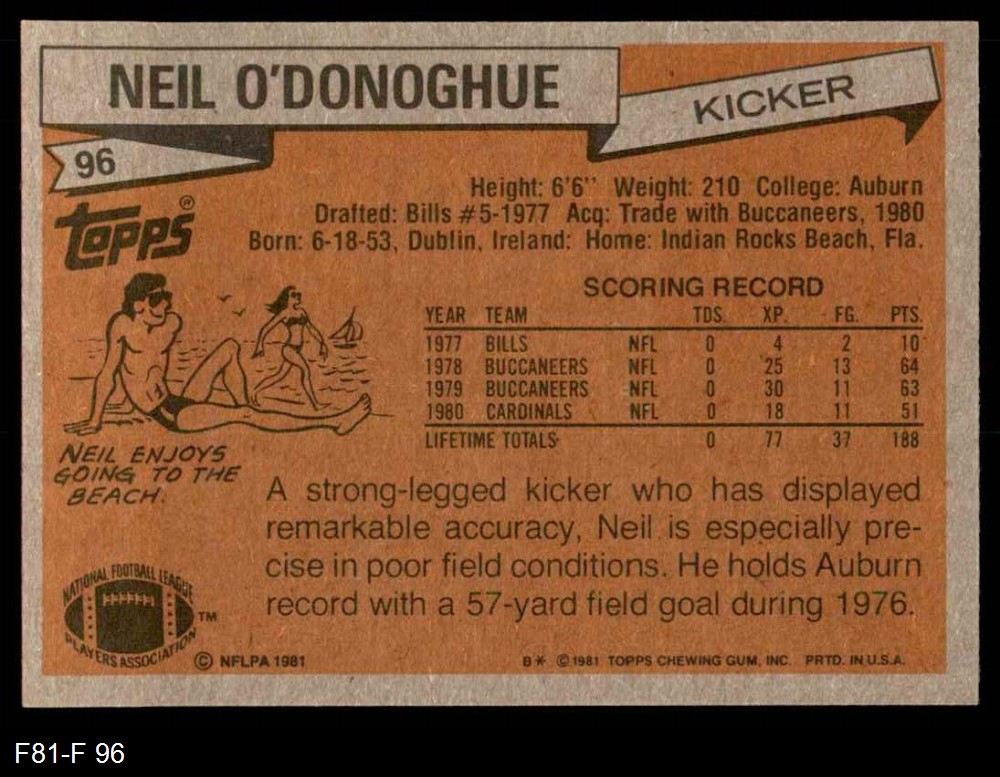 NEIL O'DONOGHUE
KICKER
96
TOPPS®
Height: 6'6'' Weight: 210 College: Auburn
Drafted: Bills #5-1977 Acq: Trade with Buccaneers, 1980
Born: 6-18-53, Dublin, Ireland: Home: Indian Rocks Beach, Fla.
SCORING RECORD
YEAR TEAM TDS. XP. FG. PTS.
1977 BILLS NFL 0 4 2 10
1978 BUCCANEERS NFL 0 25 13 64
1979 BUCCANEERS NFL 0 30 11 63
1980 CARDINALS NFL 0 18 11 51
LIFETIME TOTALS 0 77 37 188
NEIL ENJOYS
GOING TO THE
BEACH.
A strong-legged kicker who has displayed
remarkable accuracy, Neil is especially pre-
cise in poor field conditions. He holds Auburn
record with a 57-yard field goal during 1976.
NATIONAL FOOTBALL LEAGUE
PLAYERS ASSOCIATION
TM
© NFLPA 1981
B* © 1981 TOPPS CHEWING GUM, INC. PRTD. IN U.S.A.
F81-F 96